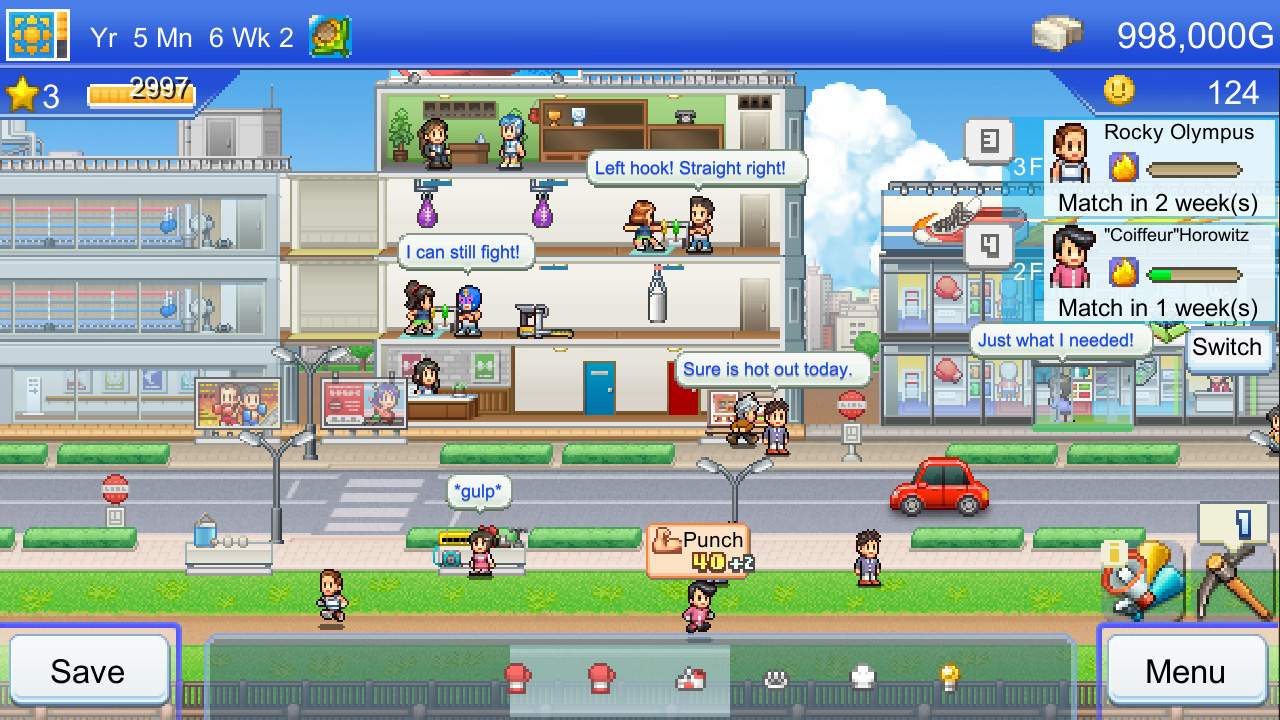 Yr 5 Mn 6 Wk 2
998,000G
3
2997
124
3
3F
Rocky Olympus
Match in 2 week(s)
4
2F
"Coiffeur"Horowitz
Match in 1 week(s)
Switch
Left hook! Straight right!
I can still fight!
Just what I needed!
Sure is hot out today.
*gulp*
Punch
40+2
1
Save
Menu